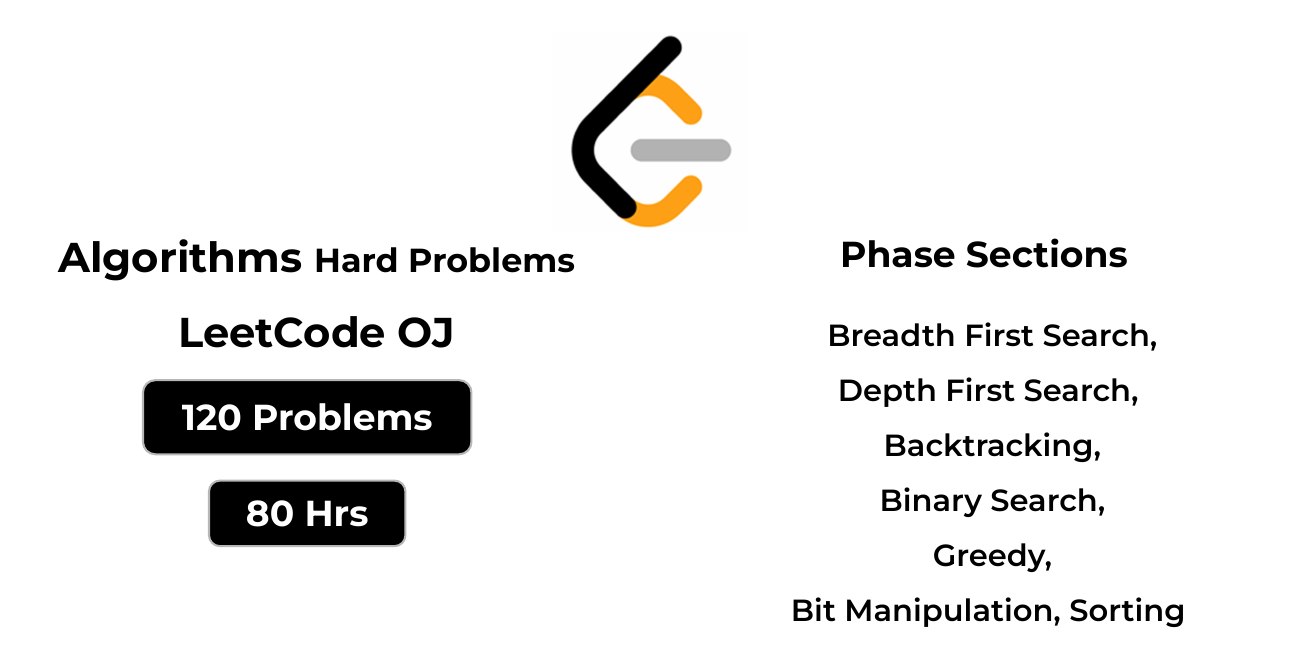 Algorithms Hard Problems
LeetCode OJ
120 Problems
80 Hrs
Phase Sections
Breadth First Search,
Depth First Search,
Backtracking,
Binary Search,
Greedy,
Bit Manipulation, Sorting